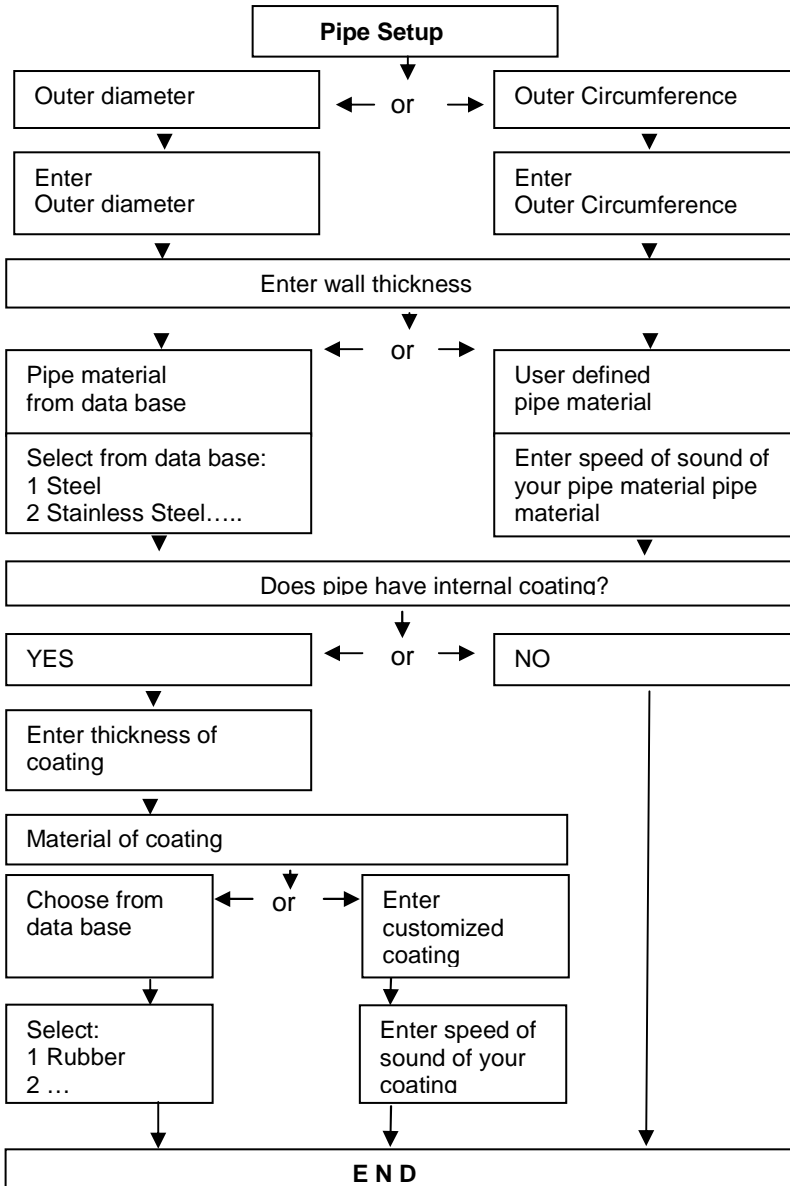 Pipe Setup
Outer diameter
or
Outer Circumference
Enter
Outer diameter
Enter
Outer Circumference
Enter wall thickness
or
Pipe material
from data base
User defined
pipe material
Select from data base:
1 Steel
2 Stainless Steel…..
Enter speed of sound of
your pipe material pipe
material
Does pipe have internal coating?
YES
or
NO
Enter thickness of
coating
Material of coating
Choose from
data base
or
Enter
customized
coating
Select:
1 Rubber
2 …
Enter speed of
sound of your
coating
E N D